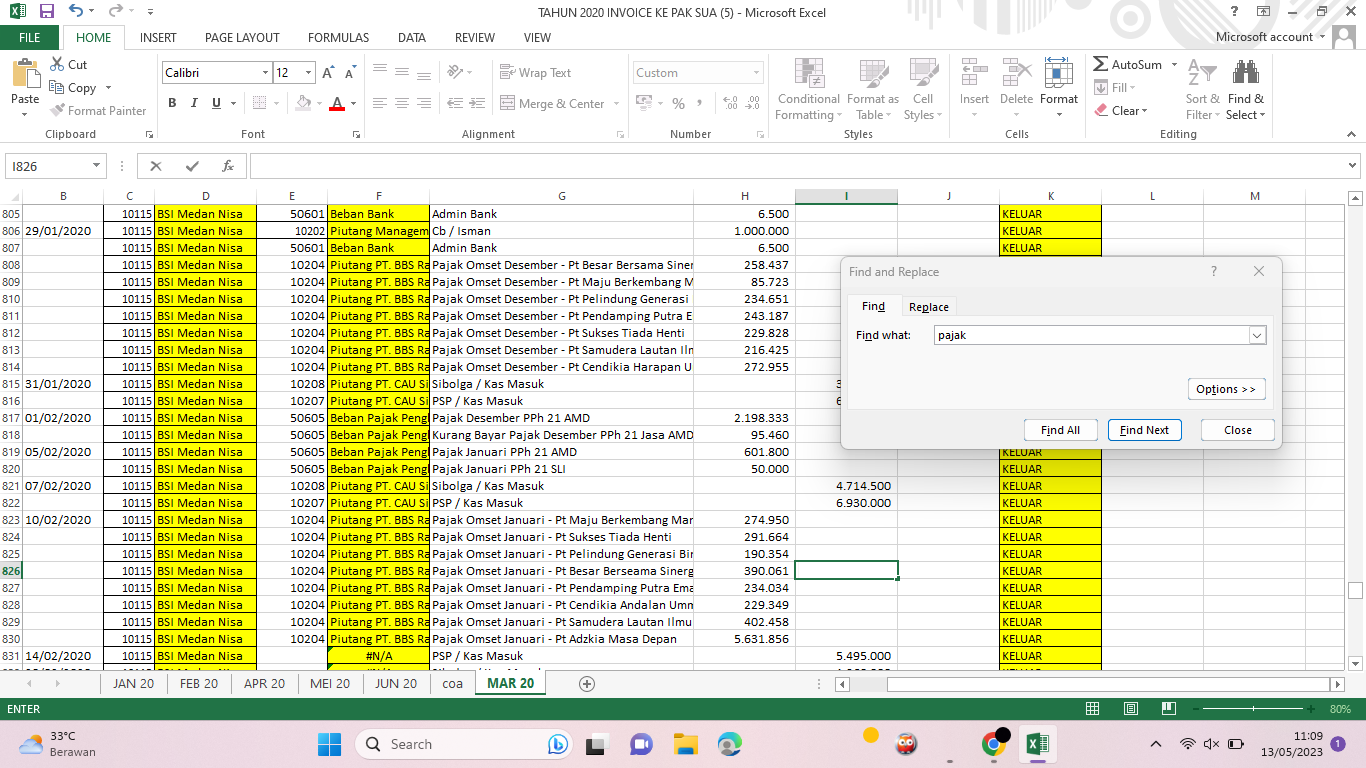 TAHUN 2020 INVOICE KE PAK SUA (5) - Microsoft Excel
FILE HOME INSERT PAGE LAYOUT FORMULAS DATA REVIEW VIEW Microsoft account
Paste Cut Copy Format Painter Clipboard
Calibri 12 B I U Font
Wrap Text Merge & Center Alignment
Custom % Number
Conditional Formatting Format as Table Cell Styles Styles
Insert Delete Format Cells
AutoSum Fill Clear Sort & Filter Find & Select Editing
I826 fx
B C D E F G H I J K L M
805 10115 BSI Medan Nisa 50601 Beban Bank Admin Bank 6.500 KELUAR
806 29/01/2020 10115 BSI Medan Nisa 10202 Piutang Managem Cb / Isman 1.000.000 KELUAR
807 10115 BSI Medan Nisa 50601 Beban Bank Admin Bank 6.500 KELUAR
808 10115 BSI Medan Nisa 10204 Piutang PT. BBS Ra Pajak Omset Desember - Pt Besar Bersama Siner 258.437
809 10115 BSI Medan Nisa 10204 Piutang PT. BBS Ra Pajak Omset Desember - Pt Maju Berkembang M 85.723
810 10115 BSI Medan Nisa 10204 Piutang PT. BBS Ra Pajak Omset Desember - Pt Pelindung Generasi 234.651
811 10115 BSI Medan Nisa 10204 Piutang PT. BBS Ra Pajak Omset Desember - Pt Pendamping Putra E 243.187
812 10115 BSI Medan Nisa 10204 Piutang PT. BBS Ra Pajak Omset Desember - Pt Sukses Tiada Henti 229.828
813 10115 BSI Medan Nisa 10204 Piutang PT. BBS Ra Pajak Omset Desember - Pt Samudera Lautan Ilm 216.425
814 10115 BSI Medan Nisa 10204 Piutang PT. BBS Ra Pajak Omset Desember - Pt Cendikia Harapan U 272.955
815 31/01/2020 10115 BSI Medan Nisa 10208 Piutang PT. CAU Si Sibolga / Kas Masuk
816 10115 BSI Medan Nisa 10207 Piutang PT. CAU Si PSP / Kas Masuk
817 01/02/2020 10115 BSI Medan Nisa 50605 Beban Pajak Pengl Pajak Desember PPh 21 AMD 2.198.333
818 10115 BSI Medan Nisa 50605 Beban Pajak Pengl Kurang Bayar Pajak Desember PPh 21 Jasa AMD 95.460
819 05/02/2020 10115 BSI Medan Nisa 50605 Beban Pajak Pengl Pajak Januari PPh 21 AMD 601.800 KELUAR
820 10115 BSI Medan Nisa 50605 Beban Pajak Pengl Pajak Januari PPh 21 SLI 50.000 KELUAR
821 07/02/2020 10115 BSI Medan Nisa 10208 Piutang PT. CAU Si Sibolga / Kas Masuk 4.714.500 KELUAR
822 10115 BSI Medan Nisa 10207 Piutang PT. CAU Si PSP / Kas Masuk 6.930.000 KELUAR
823 10/02/2020 10115 BSI Medan Nisa 10204 Piutang PT. BBS Ra Pajak Omset Januari - Pt Maju Berkembang Mar 274.950 KELUAR
824 10115 BSI Medan Nisa 10204 Piutang PT. BBS Ra Pajak Omset Januari - Pt Sukses Tiada Henti 291.664 KELUAR
825 10115 BSI Medan Nisa 10204 Piutang PT. BBS Ra Pajak Omset Januari - Pt Pelindung Generasi Bir 190.354 KELUAR
826 10115 BSI Medan Nisa 10204 Piutang PT. BBS Ra Pajak Omset Januari - Pt Besar Berseama Sinerg 390.061 KELUAR
827 10115 BSI Medan Nisa 10204 Piutang PT. BBS Ra Pajak Omset Januari - Pt Pendamping Putra Ema 234.034 KELUAR
828 10115 BSI Medan Nisa 10204 Piutang PT. BBS Ra Pajak Omset Januari - Pt Cendikia Andalan Umm 229.349 KELUAR
829 10115 BSI Medan Nisa 10204 Piutang PT. BBS Ra Pajak Omset Januari - Pt Samudera Lautan Ilmu 402.458 KELUAR
830 10115 BSI Medan Nisa 10204 Piutang PT. BBS Ra Pajak Omset Januari - Pt Adzkia Masa Depan 5.631.856 KELUAR
831 14/02/2020 10115 BSI Medan Nisa #N/A PSP / Kas Masuk 5.495.000 KELUAR
Find and Replace ?
Find Replace
Find what: pajak
Options >>
Find All Find Next Close
JAN 20 FEB 20 APR 20 MEI 20 JUN 20 coa MAR 20
ENTER 80%
33°C
Berawan
Search
11:09
13/05/2023 1